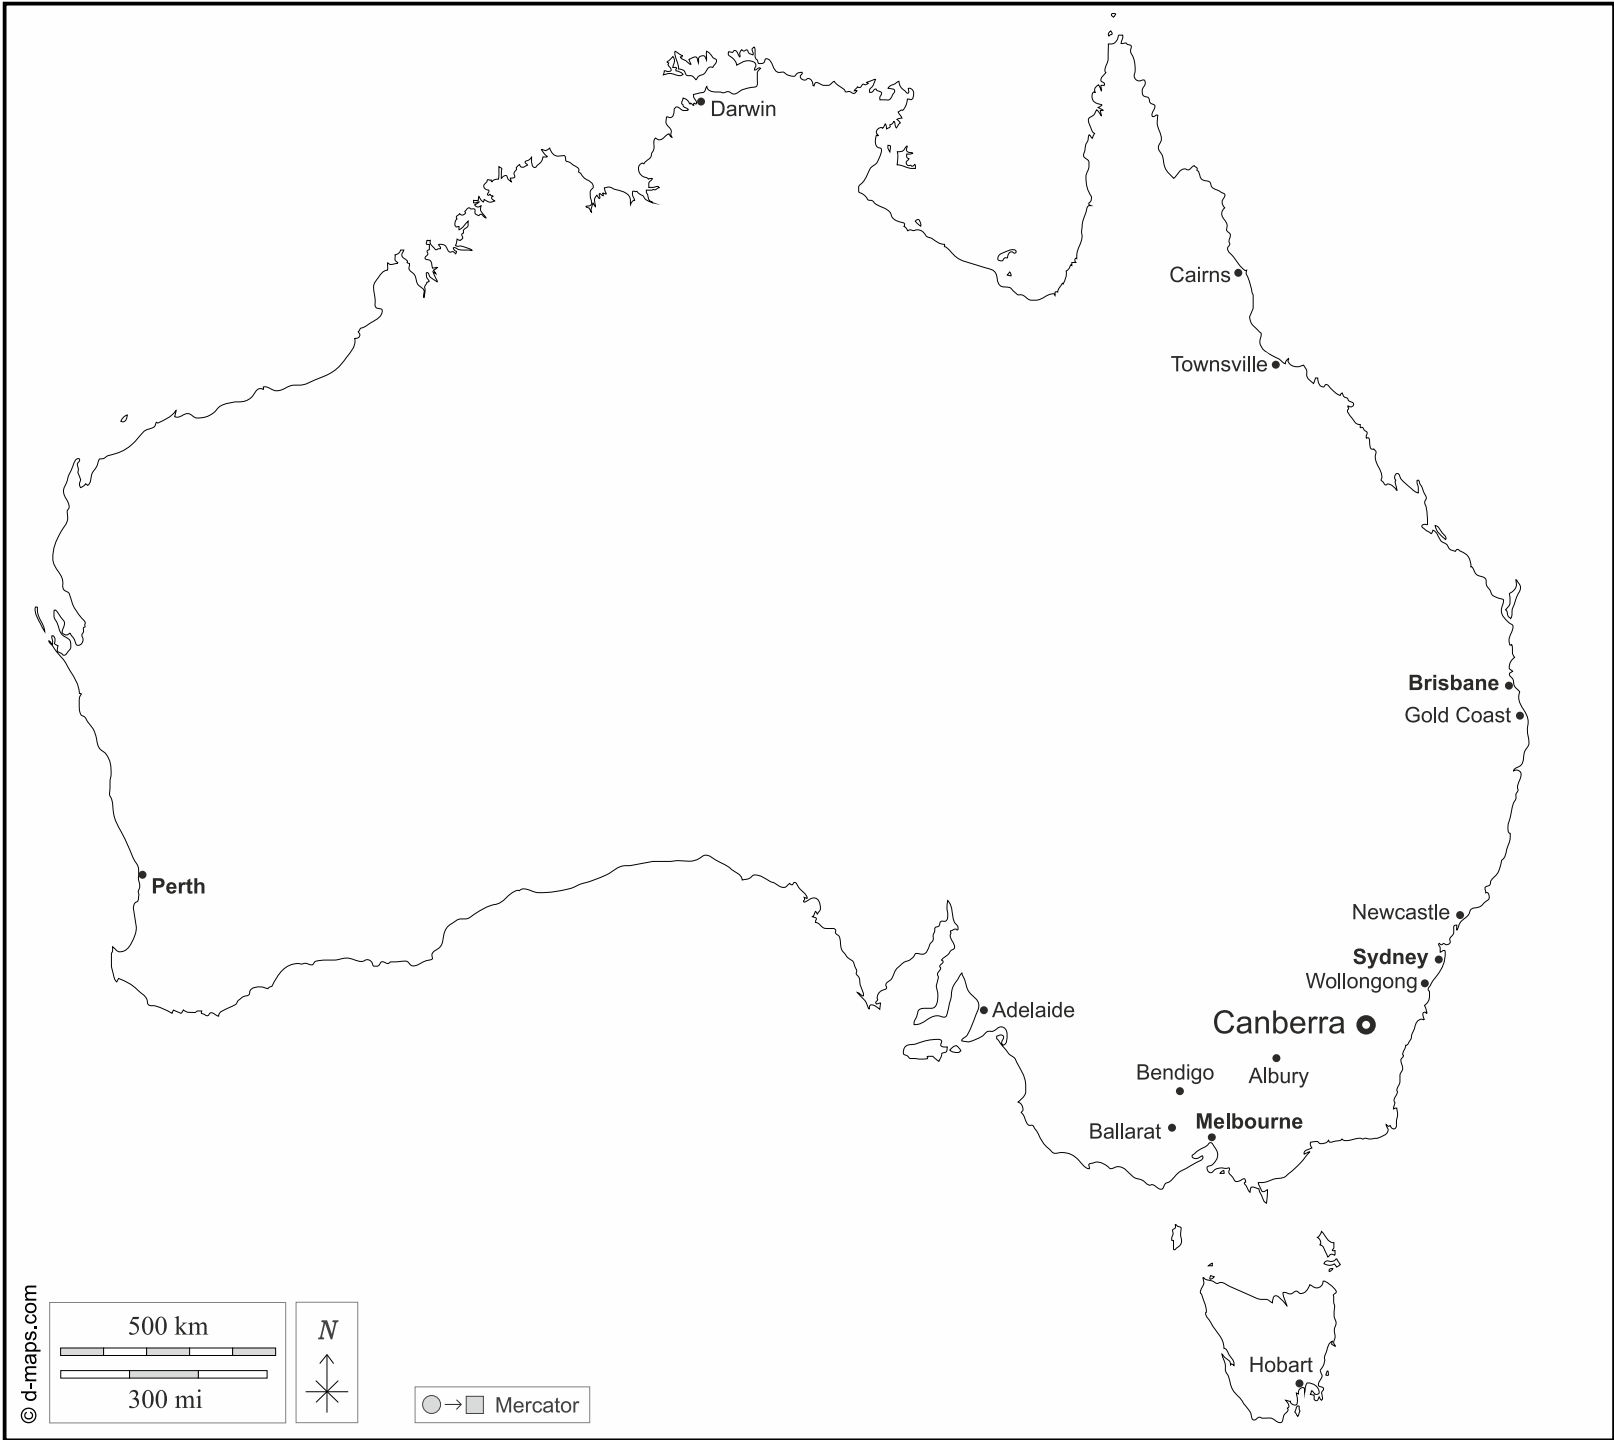 Darwin
Cairns
Townsville
Brisbane
Gold Coast
Perth
Newcastle
Sydney
Wollongong
Adelaide
Canberra
Bendigo
Albury
Ballarat
Melbourne
Hobart
© d-maps.com
500 km
300 mi
N
Mercator